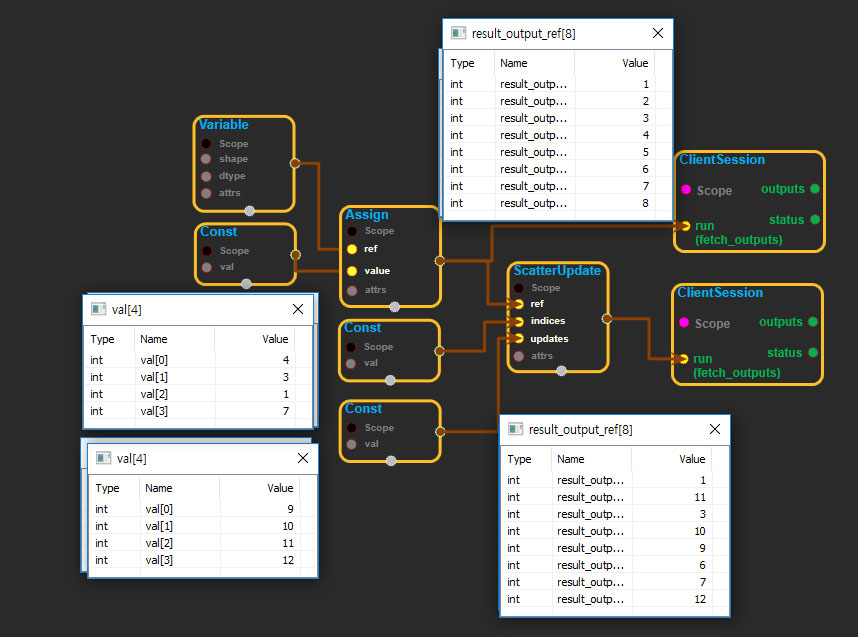 result_output_ref[8]
Type Name Value
int result_outp... 1
int result_outp... 2
int result_outp... 3
int result_outp... 4
int result_outp... 5
int result_outp... 6
int result_outp... 7
int result_outp... 8
Variable
Scope
shape
dtype
attrs
Const
Scope
val
Assign
Scope
ref
value
attrs
ClientSession
Scope outputs
status
run
(fetch_outputs)
ScatterUpdate
Scope
ref
indices
updates
attrs
ClientSession
Scope outputs
status
run
(fetch_outputs)
Const
Scope
val
Const
Scope
val
val[4]
Type Name Value
int val[0] 4
int val[1] 3
int val[2] 1
int val[3] 7
val[4]
Type Name Value
int val[0] 9
int val[1] 10
int val[2] 11
int val[3] 12
result_output_ref[8]
Type Name Value
int result_outp... 1
int result_outp... 11
int result_outp... 3
int result_outp... 10
int result_outp... 9
int result_outp... 6
int result_outp... 7
int result_outp... 12